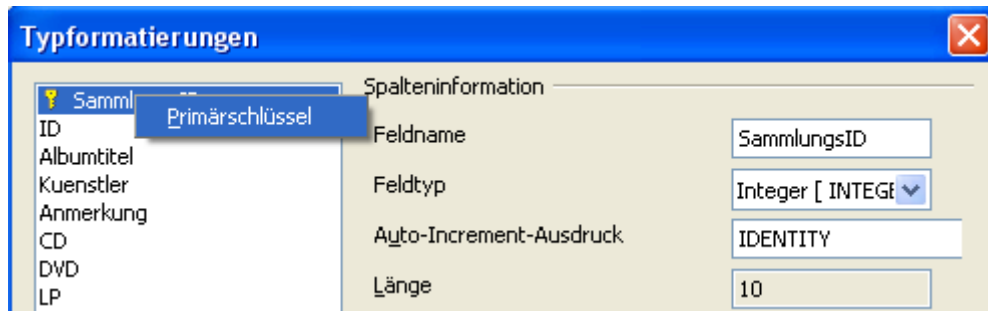 Typformatierungen
Samml
Primärschlüssel
ID
Albumtitel
Kuenstler
Anmerkung
CD
DVD
LP
Spalteninformation
Feldname
SammlungsID
Feldtyp
Integer [ INTEGE
Auto-Increment-Ausdruck
IDENTITY
Länge
10